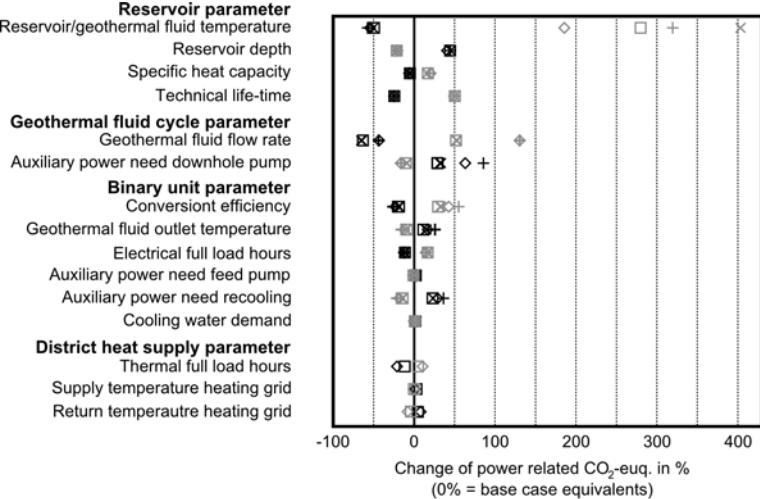 Reservoir parameter
Reservoir/geothermal fluid temperature
Reservoir depth
Specific heat capacity
Technical life-time
Geothermal fluid cycle parameter
Geothermal fluid flow rate
Auxiliary power need downhole pump
Binary unit parameter
Conversiont efficiency
Geothermal fluid outlet temperature
Electrical full load hours
Auxiliary power need feed pump
Auxiliary power need recooling
Cooling water demand
District heat supply parameter
Thermal full load hours
Supply temperature heating grid
Return temperautre heating grid
-100 0 100 200 300 400
Change of power related CO₂-euq. in %
(0% = base case equivalents)